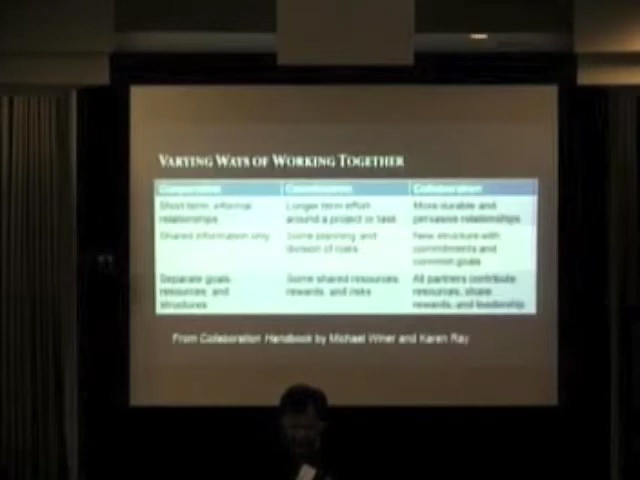 VARYING WAYS OF WORKING TOGETHER
Cooperation Coordination Collaboration
Short term, informal Longer term effort More durable and
relationships around a project or task pervasive relationships
Shared information only Some planning and New structure with
division of roles commitments and
common goals
Separate goals, Some shared resources, All partners contribute
resources, and rewards, and risks resources, share
structures rewards, and leadership
From Collaboration Handbook by Michael Winer and Karen Ray